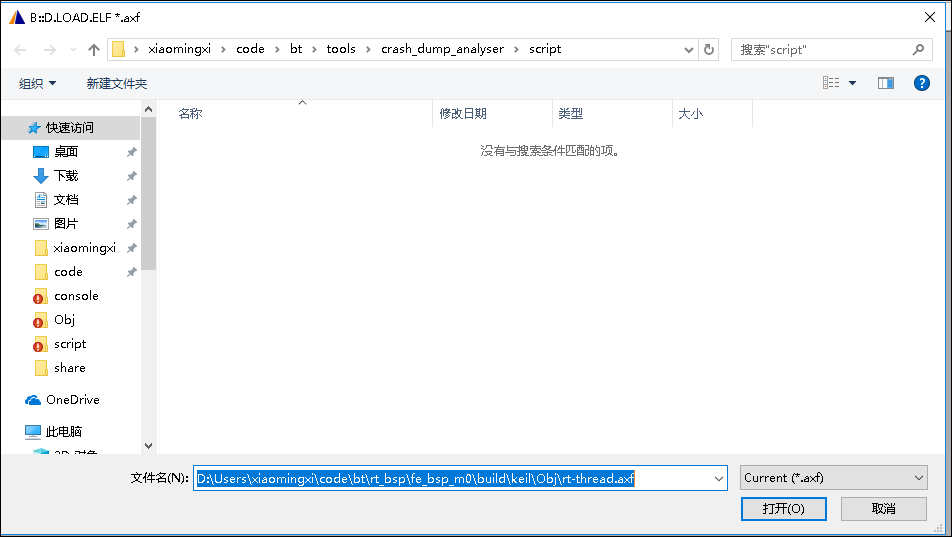 B::D.LOAD.ELF *.axf
xiaomingxi › code › bt › tools › crash_dump_analyser › script
搜索"script"
组织 新建文件夹
名称 修改日期 类型 大小
没有与搜索条件匹配的项。
快速访问
桌面
下载
文档
图片
xiaomingxi
code
console
Obj
script
share
OneDrive
此电脑
3D 对象
文件名(N): D:\Users\xiaomingxi\code\bt\rt_bsp\fe_bsp_m0\build\keil\Obj\rt-thread.axf Current (*.axf)
打开(O) 取消